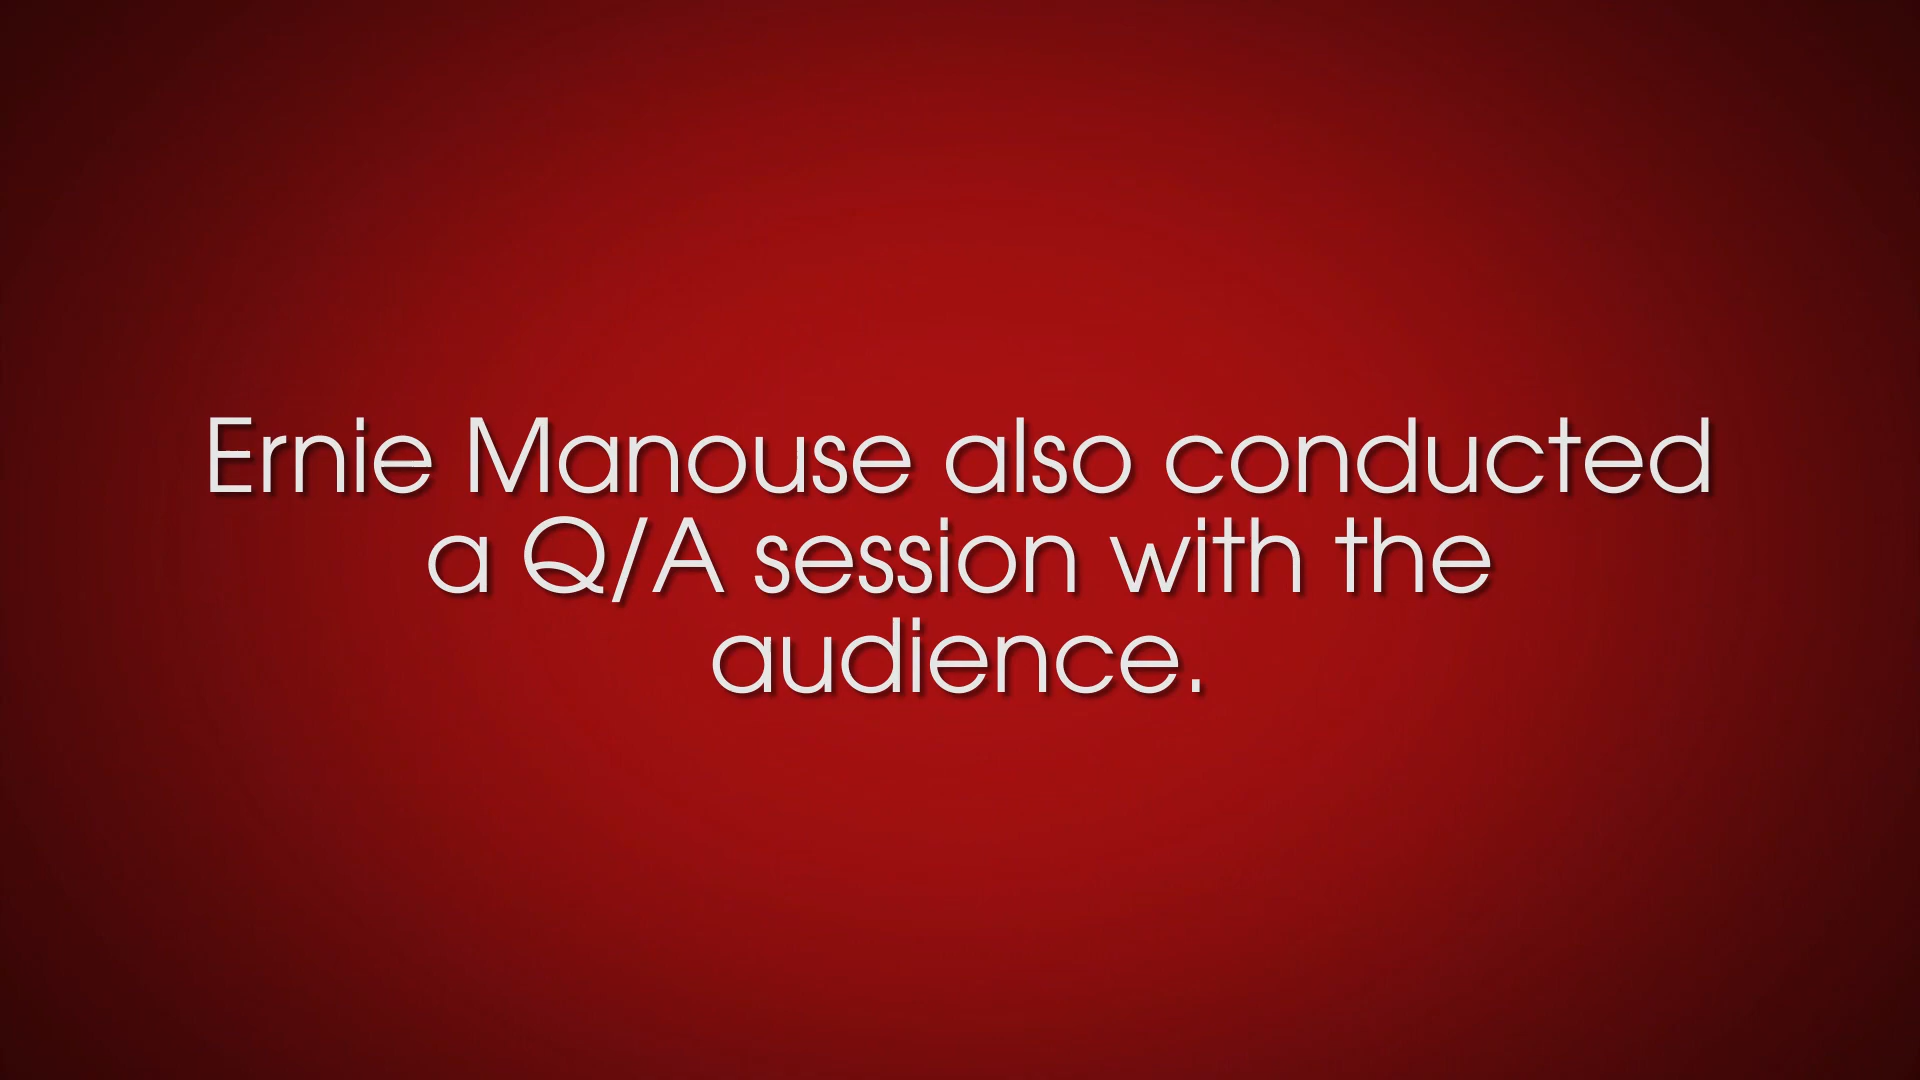 Ernie Manouse also conducted
a Q/A session with the
audience.